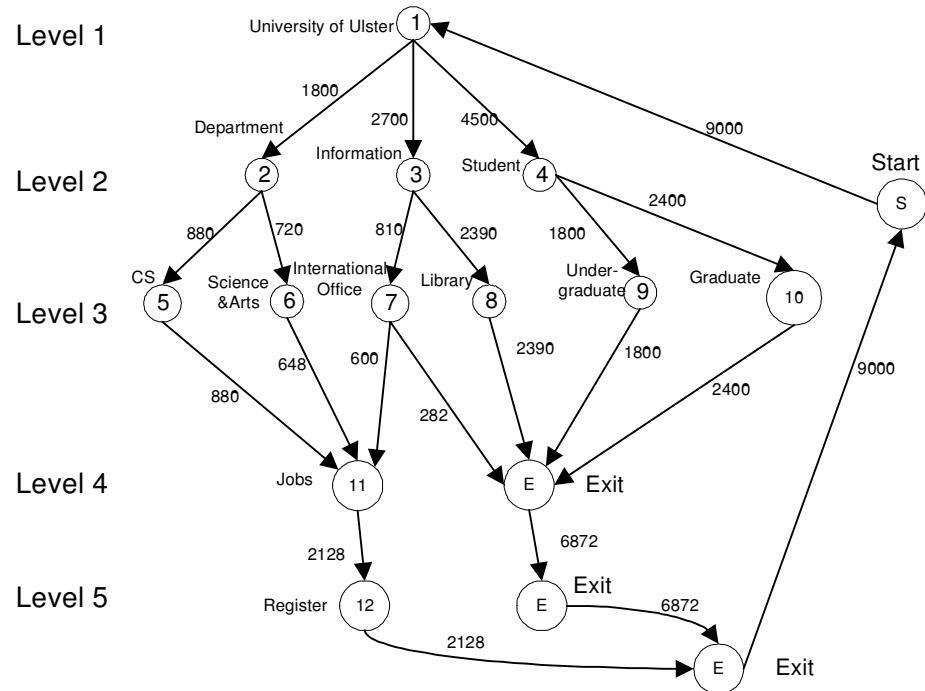 Level 1
University of Ulster
1
1800
2700
4500
9000
Department
Information
Student
Start
Level 2
2
3
4
S
2400
880
720
810
2390
1800
CS
Science
&Arts
International
Office
Library
Under-
graduate
Graduate
Level 3
5
6
7
8
9
10
880
648
600
282
2390
1800
2400
9000
Level 4
Jobs
11
E
Exit
2128
6872
Level 5
Register
12
E
Exit
6872
2128
E
Exit